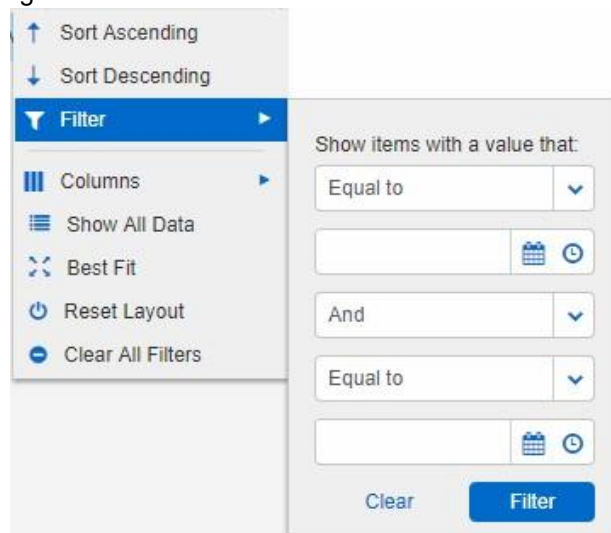 g
Sort Ascending
Sort Descending
Filter
Columns
Show All Data
Best Fit
Reset Layout
Clear All Filters
Show items with a value that:
Equal to
And
Equal to
Clear
Filter